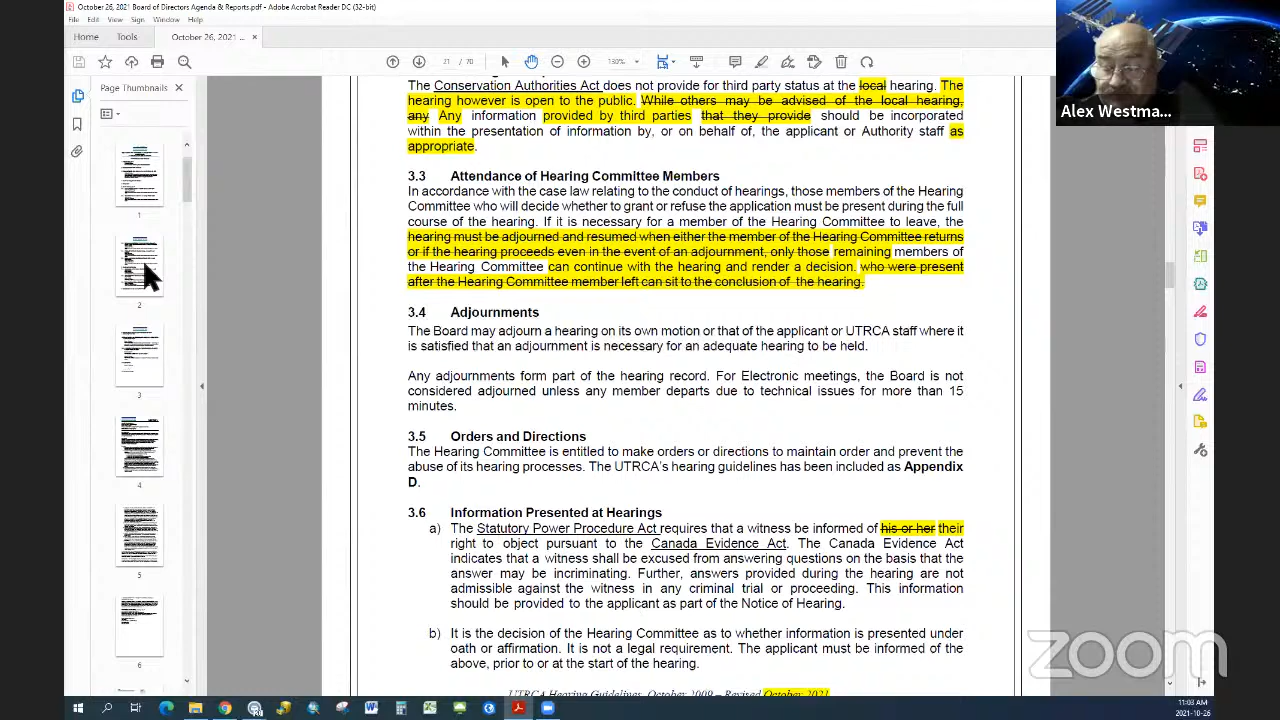 October 26, 2021 Board of Directors Agenda & Reports.pdf - Adobe Acrobat Reader DC (32-bit)
File Edit View Sign Window Help
Home Tools October 26, 2021 ... ×
21 / 70 130%
Page Thumbnails ×
1
2
3
4
5
6
Alex Westma...
The Conservation Authorities Act does not provide for third party status at the local hearing. The
hearing however is open to the public. While others may be advised of the local hearing,
any Any information provided by third parties that they provide should be incorporated
within the presentation of information by, or on behalf of, the applicant or Authority staff as
appropriate.
3.3 Attendance of Hearing Committee Members
In accordance with the case law relating to the conduct of hearings, those members of the Hearing
Committee who will decide whether to grant or refuse the application must be present during the full
course of the hearing. If it is necessary for a member of the Hearing Committee to leave, the
hearing must be adjourned and resumed when either the member of the Hearing Committee returns
or if the hearing proceeds even in the event of an adjournment, only those remaining members of
the Hearing Committee can continue with the hearing and render a decision. who were present
after the Hearing Committee member left can sit to the conclusion of the hearing.
3.4 Adjournments
The Board may adjourn a hearing on its own motion or that of the applicant or UTRCA staff where it
is satisfied that an adjournment is necessary for an adequate hearing to be held.
Any adjournment form part of the hearing record. For Electronic meetings, the Board is not
considered adjourned unless any member departs due to technical issues for more than 15
minutes.
3.5 Orders and Directions
The Hearing Committee is entitled to make orders or directions to maintain order and prevent the
abuse of its hearing processes. The UTRCA's hearing guidelines has been included as Appendix
D.
3.6 Information Presented at Hearings
a) The Statutory Power Procedure Act requires that a witness be informed of his or her their
right to object pursuant to the Canada Evidence Act. The Canada Evidence Act
indicates that a witness shall be excused from answering questions on the basis that the
answer may be incriminating. Further, answers provided during the hearing are not
admissible against the witness in any criminal trial or proceeding. This information
should be provided to the applicant as part of the Notice of Hearing.
b) It is the decision of the Hearing Committee as to whether information is presented under
oath or affirmation. It is not a legal requirement. The applicant must be informed of the
above, prior to or at the start of the hearing.
UTRCA Hearing Guidelines, October 2009 – Revised October 2021
zoom
11:03 AM
2021-10-26